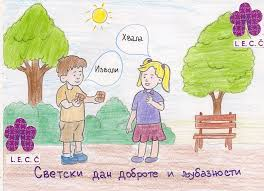 Хвала
Изволи
L.E.C.Ć
L.E.C.Ć
Светски дан доброте и љубазности